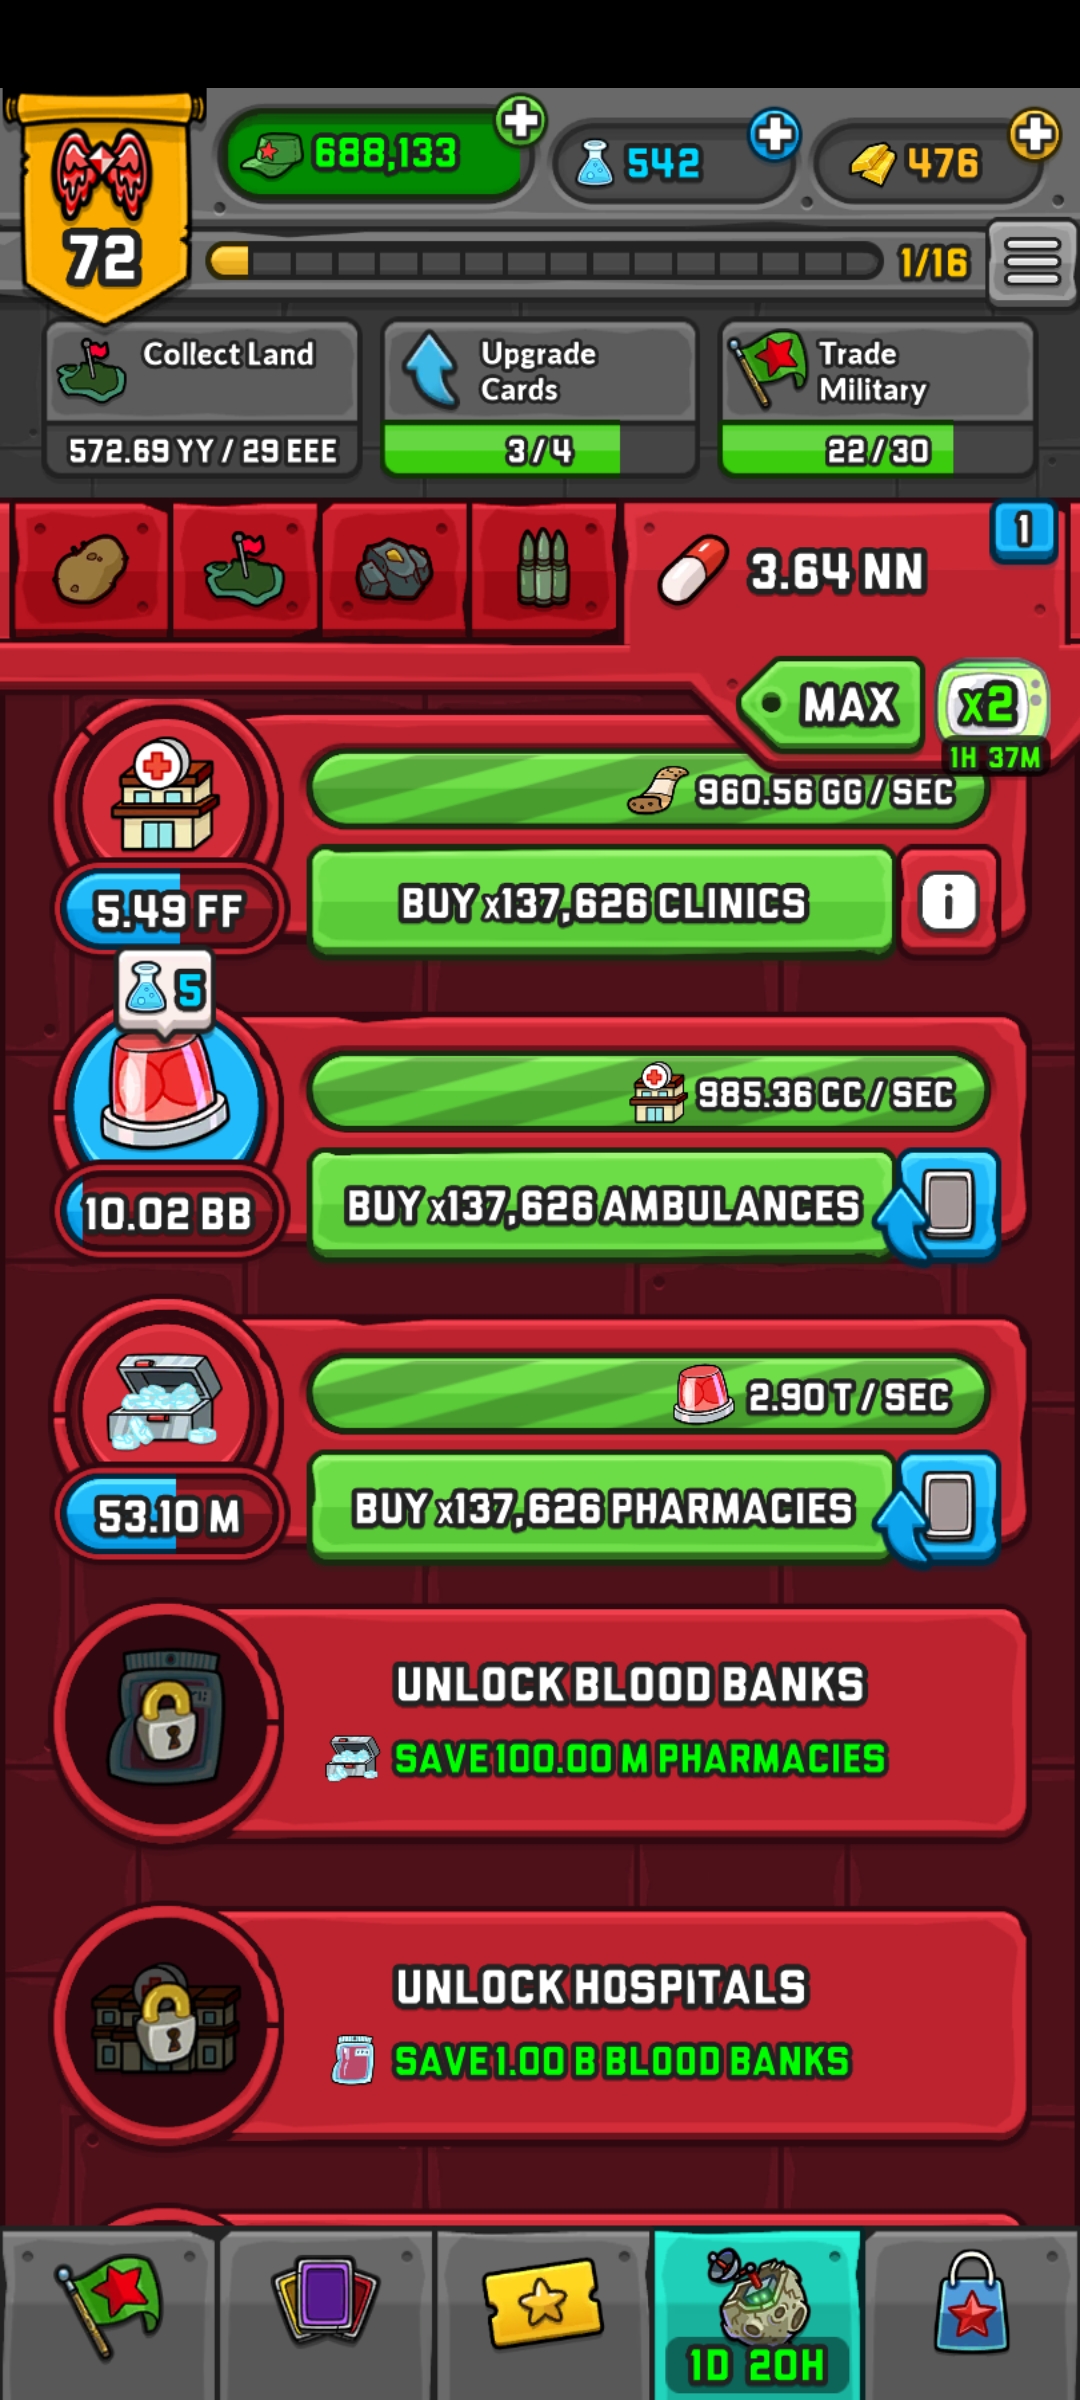 688,133
542
476
72
1/16
Collect Land
572.69 YY / 29 EEE
Upgrade
Cards
3/4
Trade
Military
22/30
3.64 NN
1
MAX
x2
1H 37M
960.56 GG / SEC
5.49 FF
BUY x137,626 CLINICS
i
5
985.36 CC / SEC
10.02 BB
BUY x137,626 AMBULANCES
2.90 T / SEC
53.10 M
BUY x137,626 PHARMACIES
UNLOCK BLOOD BANKS
SAVE 100.00 M PHARMACIES
UNLOCK HOSPITALS
SAVE 1.00 B BLOOD BANKS
1D 20H